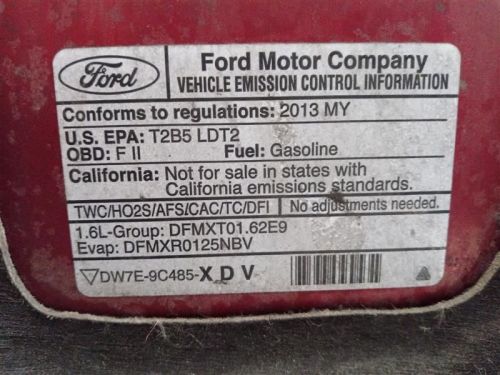 Ford
Ford Motor Company
VEHICLE EMISSION CONTROL INFORMATION
Conforms to regulations: 2013 MY
U.S. EPA: T2B5 LDT2
OBD: F II Fuel: Gasoline
California: Not for sale in states with
California emissions standards.
TWC/HO2S/AFS/CAC/TC/DFI No adjustments needed.
1.6L-Group: DFMXT01.62E9
Evap: DFMXR0125NBV
DW7E-9C485-XDV